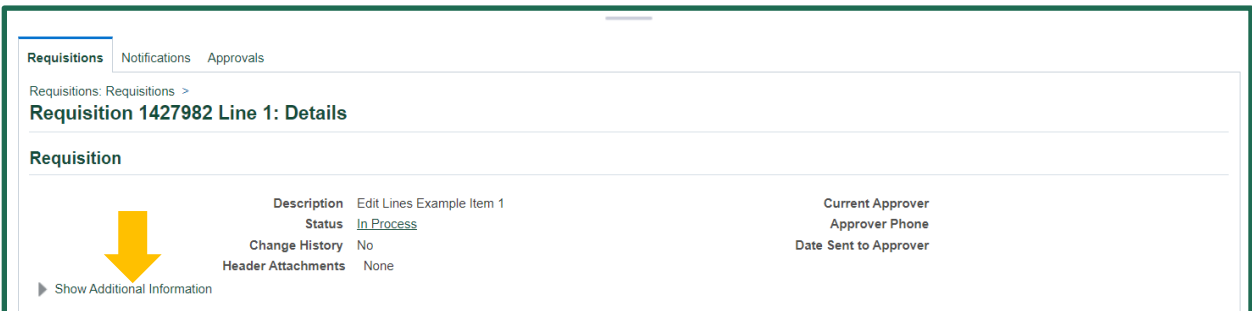 Requisitions Notifications Approvals
Requisitions: Requisitions >
Requisition 1427982 Line 1: Details
Requisition
Description Edit Lines Example Item 1 Current Approver
Status In Process Approver Phone
Change History No Date Sent to Approver
Header Attachments None
Show Additional Information